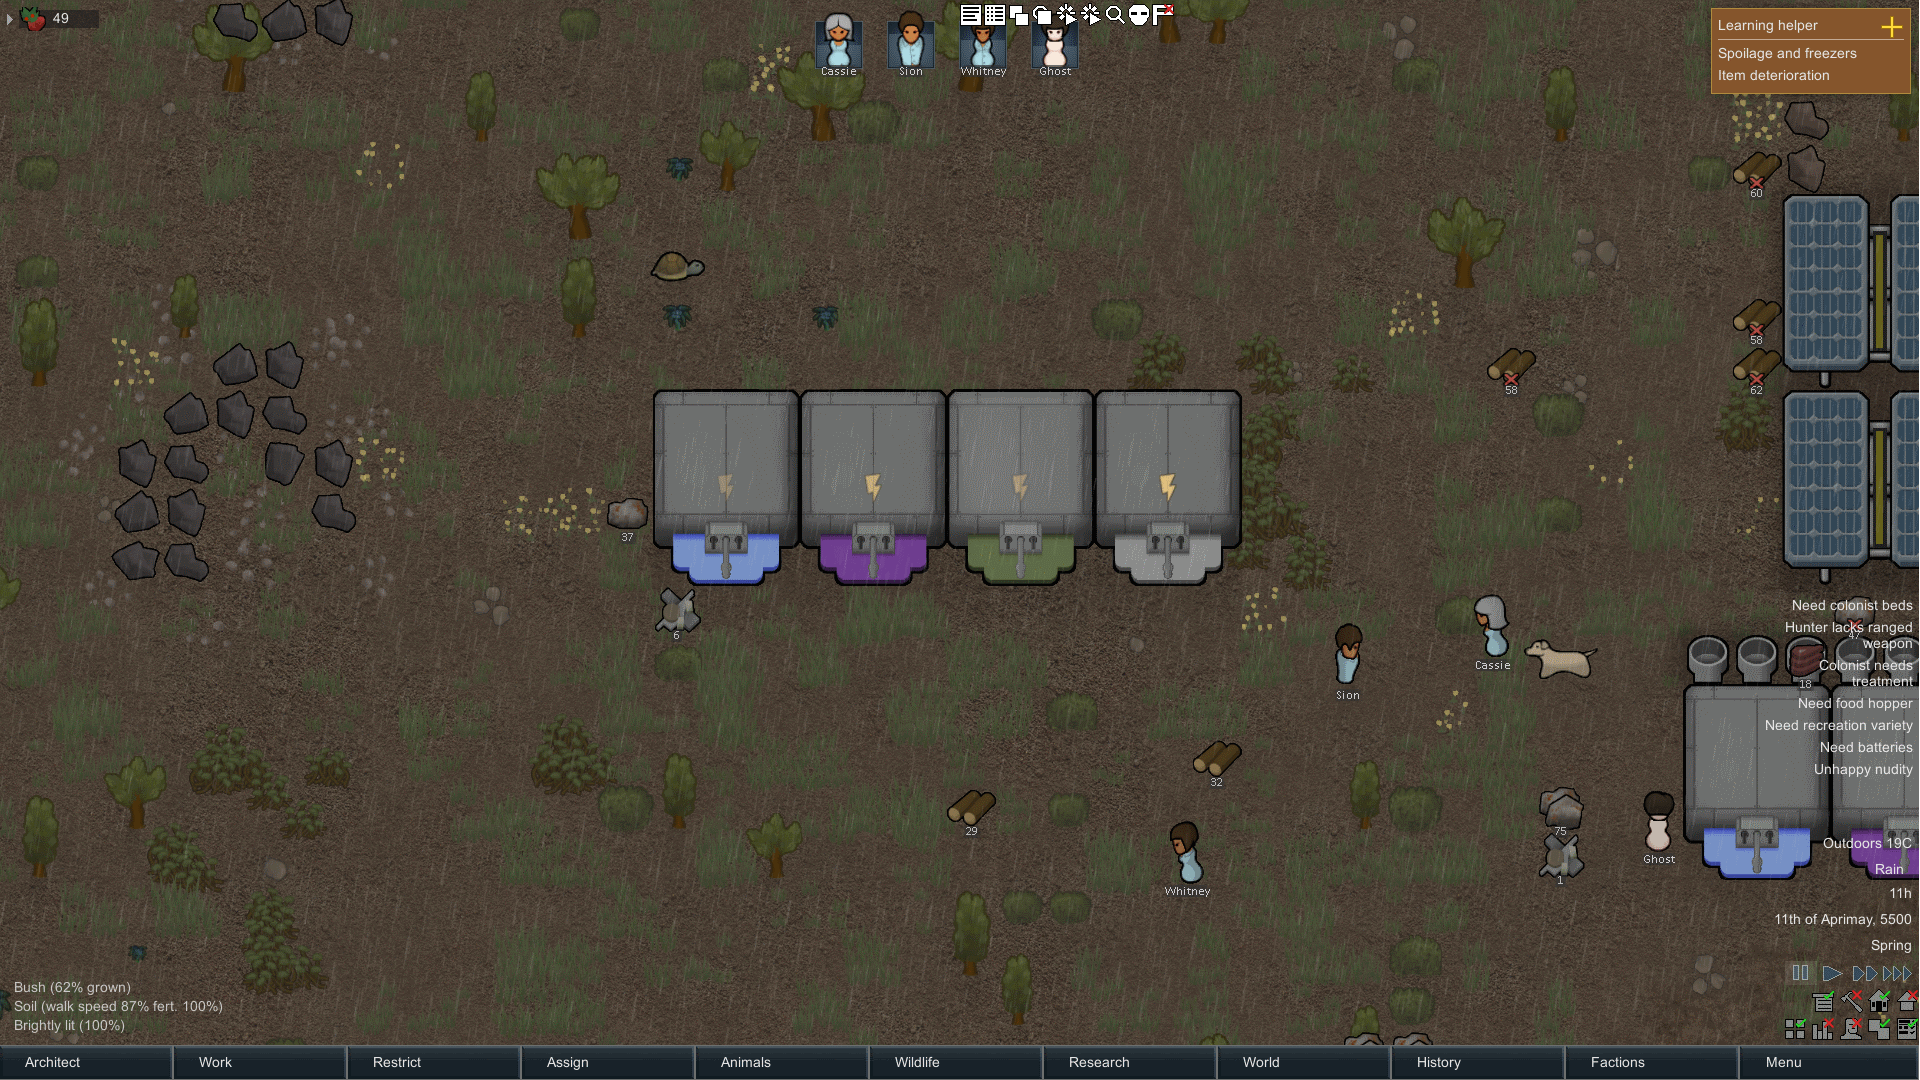 49
Cassie
Sion
Whitney
Ghost
Learning helper
Spoilage and freezers
Item deterioration
60
58
62
58
37
6
Need colonist beds
Hunter lacks ranged
weapon
47
Colonist needs
treatment
18
Need food hopper
Need recreation variety
Need batteries
Unhappy nudity
Cassie
Sion
32
29
75
1
Whitney
Ghost
Outdoors 19C
Rain
11h
11th of Aprimay, 5500
Spring
Bush (62% grown)
Soil (walk speed 87% fert. 100%)
Brightly lit (100%)
Architect
Work
Restrict
Assign
Animals
Wildlife
Research
World
History
Factions
Menu